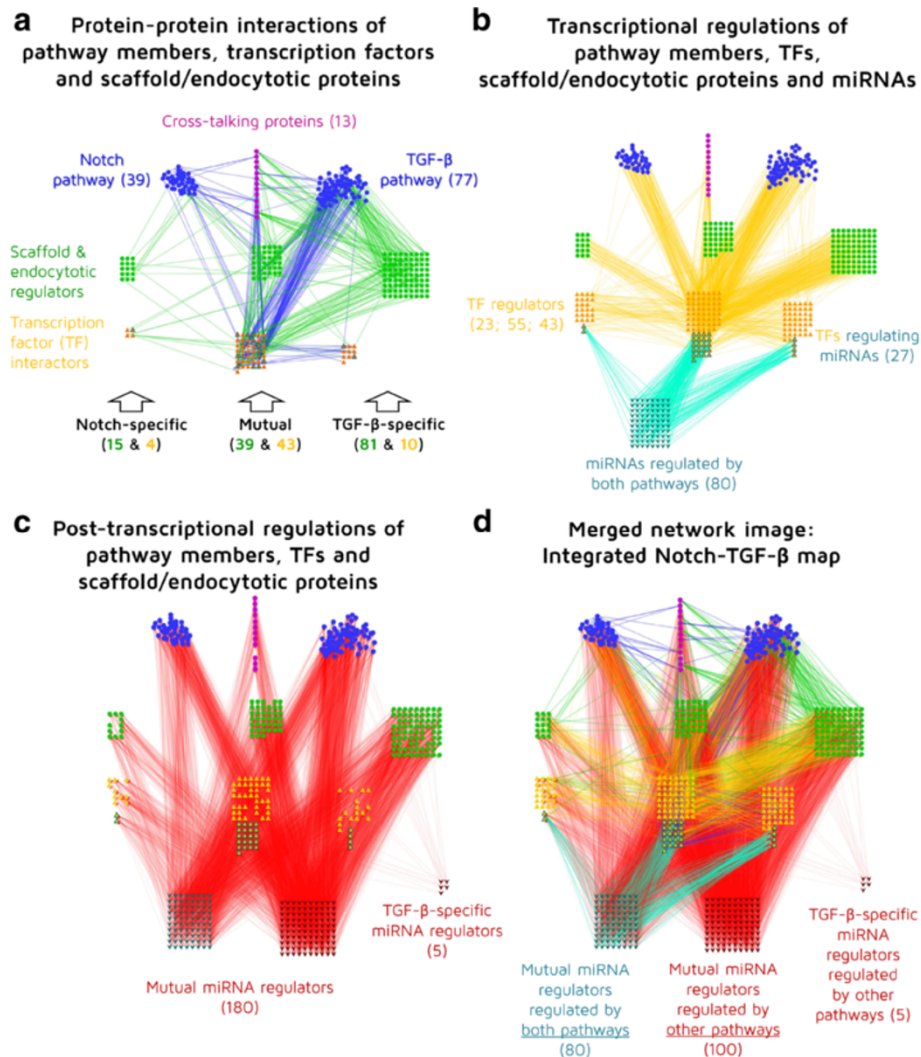 a
Protein-protein interactions of
pathway members, transcription factors
and scaffold/endocytotic proteins
Cross-talking proteins (13)
Notch
pathway (39)
TGF-β
pathway (77)
Scaffold &
endocytotic
regulators
Transcription
factor (TF)
interactors
Notch-specific
(15 & 4)
Mutual
(39 & 43)
TGF-β-specific
(81 & 10)
b
Transcriptional regulations of
pathway members, TFs,
scaffold/endocytotic proteins and miRNAs
TF regulators
(23; 55; 43)
TFs regulating
miRNAs (27)
miRNAs regulated by
both pathways (80)
c
Post-transcriptional regulations of
pathway members, TFs and
scaffold/endocytotic proteins
TGF-β-specific
miRNA regulators
(5)
Mutual miRNA regulators
(180)
d
Merged network image:
Integrated Notch-TGF-β map
Mutual miRNA
regulators
regulated by
both pathways
(80)
Mutual miRNA
regulators
regulated by
other pathways
(100)
TGF-β-specific
miRNA
regulators
regulated
by other
pathways (5)